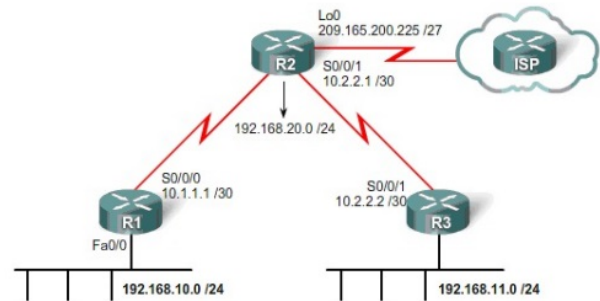 Lo0
209.165.200.225 /27
R2
ISP
S0/0/1
10.2.2.1 /30
192.168.20.0 /24
S0/0/0
10.1.1.1 /30
S0/0/1
10.2.2.2 /30
R1
R3
Fa0/0
192.168.10.0 /24
192.168.11.0 /24